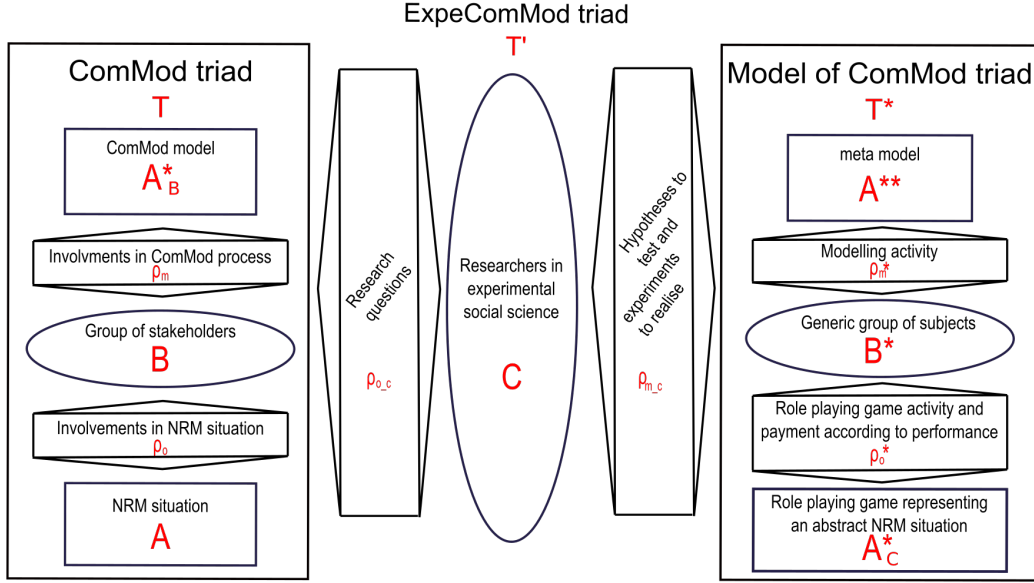 ExpeComMod triad
T'
ComMod triad
T
ComMod model
A*B
Involvments in ComMod process
ρm
Group of stakeholders
B
Involvements in NRM situation
ρo
NRM situation
A
Research
questions
ρo_c
Researchers in
experimental
social science
C
Hypotheses to
test and
experiments
to realise
ρm_c
Model of ComMod triad
T*
meta model
A**
Modelling activity
ρm*
Generic group of subjects
B*
Role playing game activity and
payment according to performance
ρo*
Role playing game representing
an abstract NRM situation
A*C